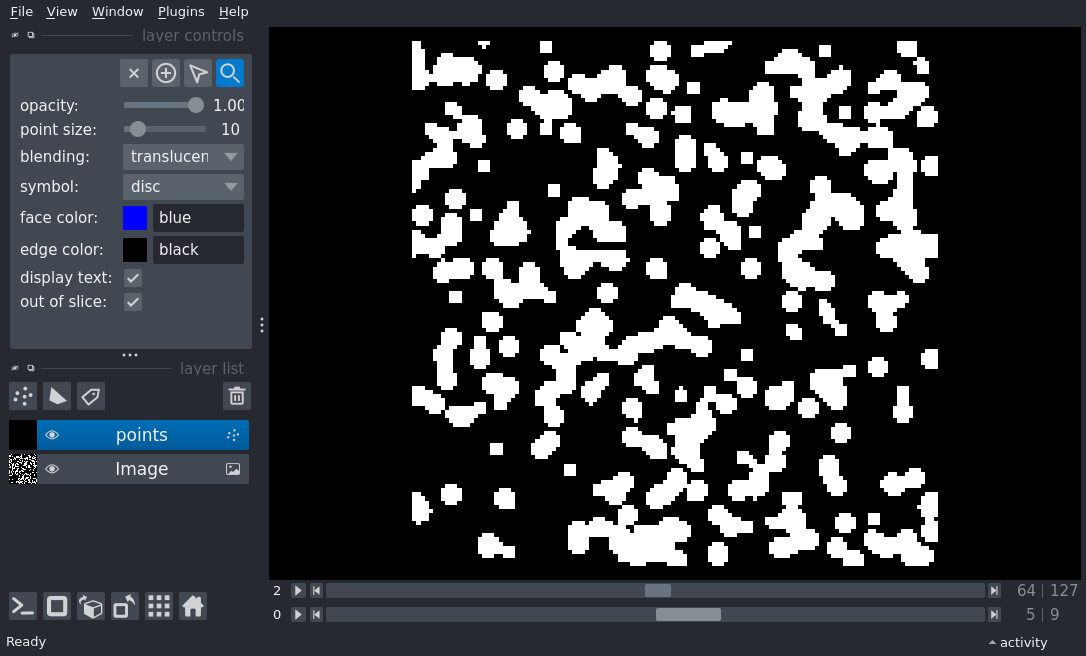 File View Window Plugins Help
layer controls
opacity: 1.00
point size: 10
blending: translucen
symbol: disc
face color: blue
edge color: black
display text:
out of slice:
layer list
points
Image
2 64 | 127
0 5 | 9
Ready activity